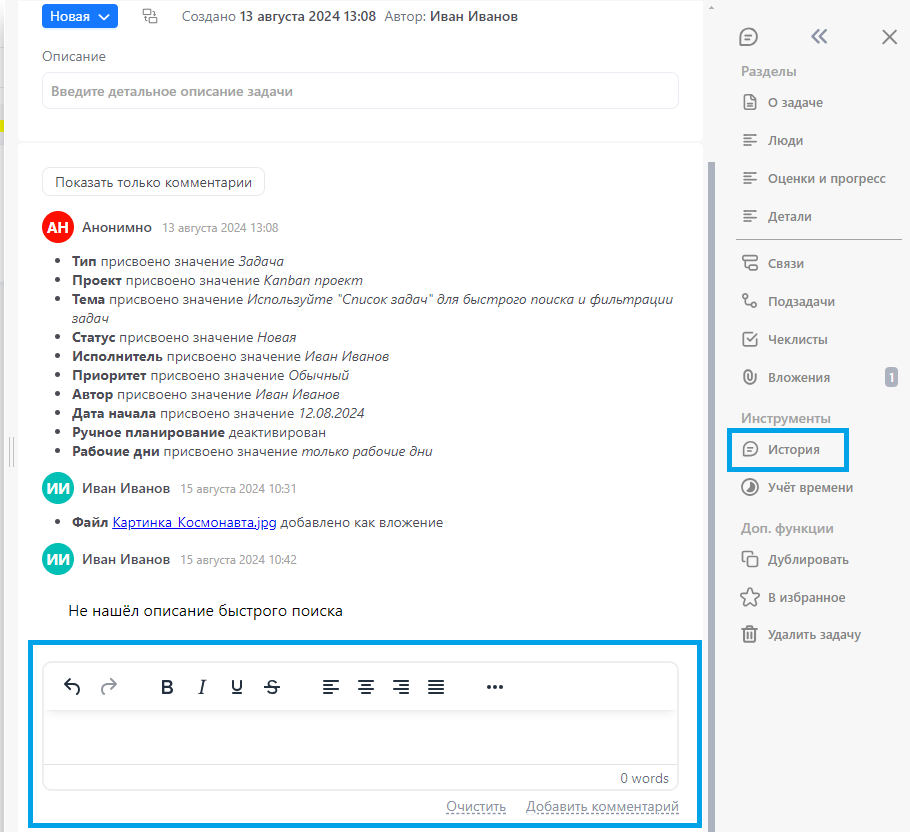 Новая
Создано 13 августа 2024 13:08 Автор: Иван Иванов
Описание
Введите детальное описание задачи
Показать только комментарии
АН Анонимно 13 августа 2024 13:08
Тип присвоено значение Задача
Проект присвоено значение Kanban проект
Тема присвоено значение Используйте "Список задач" для быстрого поиска и фильтрации
задач
Статус присвоено значение Новая
Исполнитель присвоено значение Иван Иванов
Приоритет присвоено значение Обычный
Автор присвоено значение Иван Иванов
Дата начала присвоено значение 12.08.2024
Ручное планирование деактивирован
Рабочие дни присвоено значение только рабочие дни
ИИ Иван Иванов 15 августа 2024 10:31
Файл Картинка_Космонавта.jpg добавлено как вложение
ИИ Иван Иванов 15 августа 2024 10:42
Не нашёл описание быстрого поиска
B I U S
0 words
Очистить Добавить комментарий
Разделы
О задаче
Люди
Оценки и прогресс
Детали
Связи
Подзадачи
Чеклисты
Вложения 1
Инструменты
История
Учёт времени
Доп. функции
Дублировать
В избранное
Удалить задачу